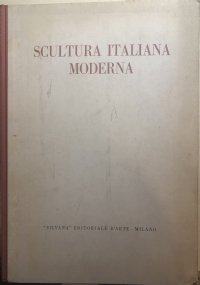 SCULTURA ITALIANA
MODERNA
"SILVANA" EDITORIALE D'ARTE MILANO